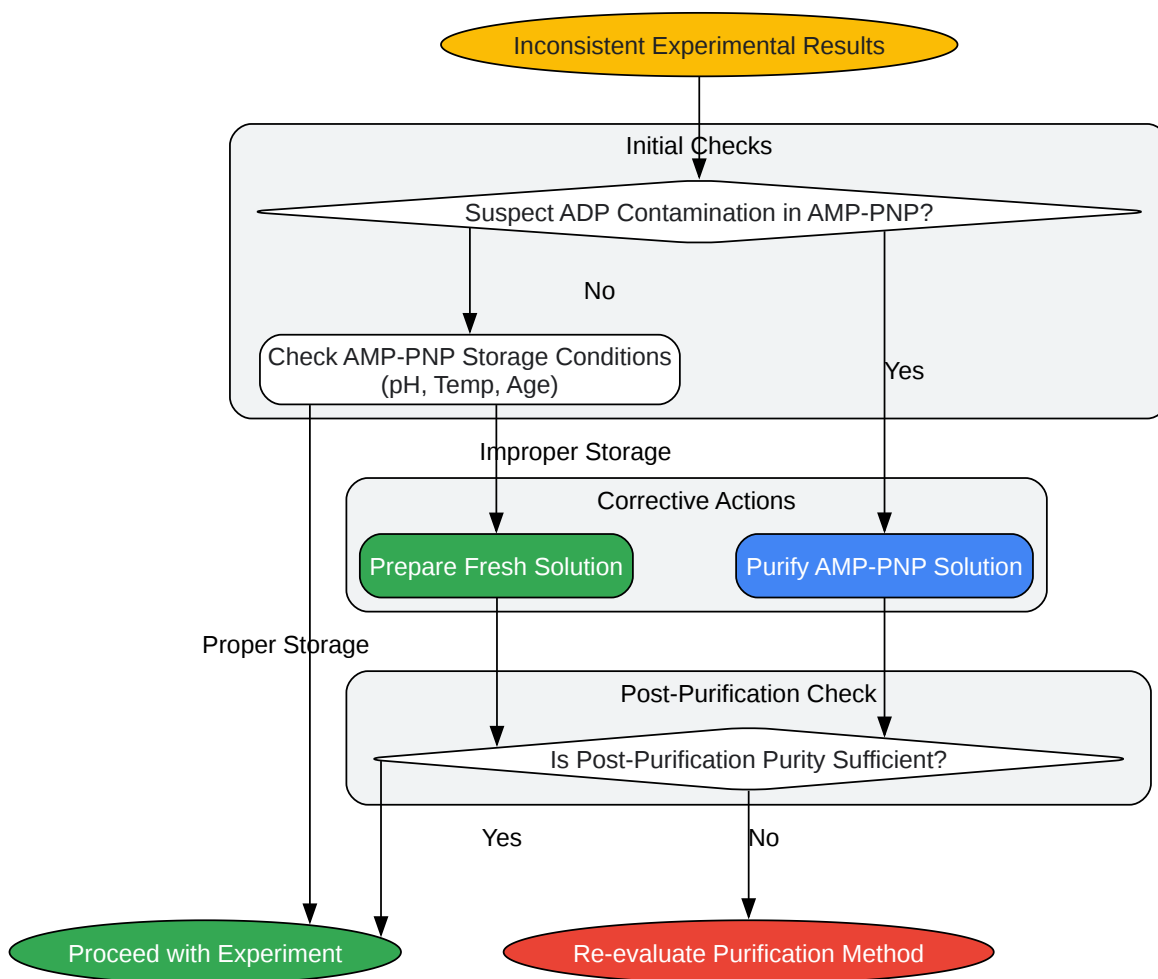 Inconsistent Experimental Results
Initial Checks
Suspect ADP Contamination in AMP-PNP?
No
Check AMP-PNP Storage Conditions
(pH, Temp, Age)
Yes
Improper Storage
Corrective Actions
Prepare Fresh Solution
Purify AMP-PNP Solution
Proper Storage
Post-Purification Check
Is Post-Purification Purity Sufficient?
Yes
No
Proceed with Experiment
Re-evaluate Purification Method